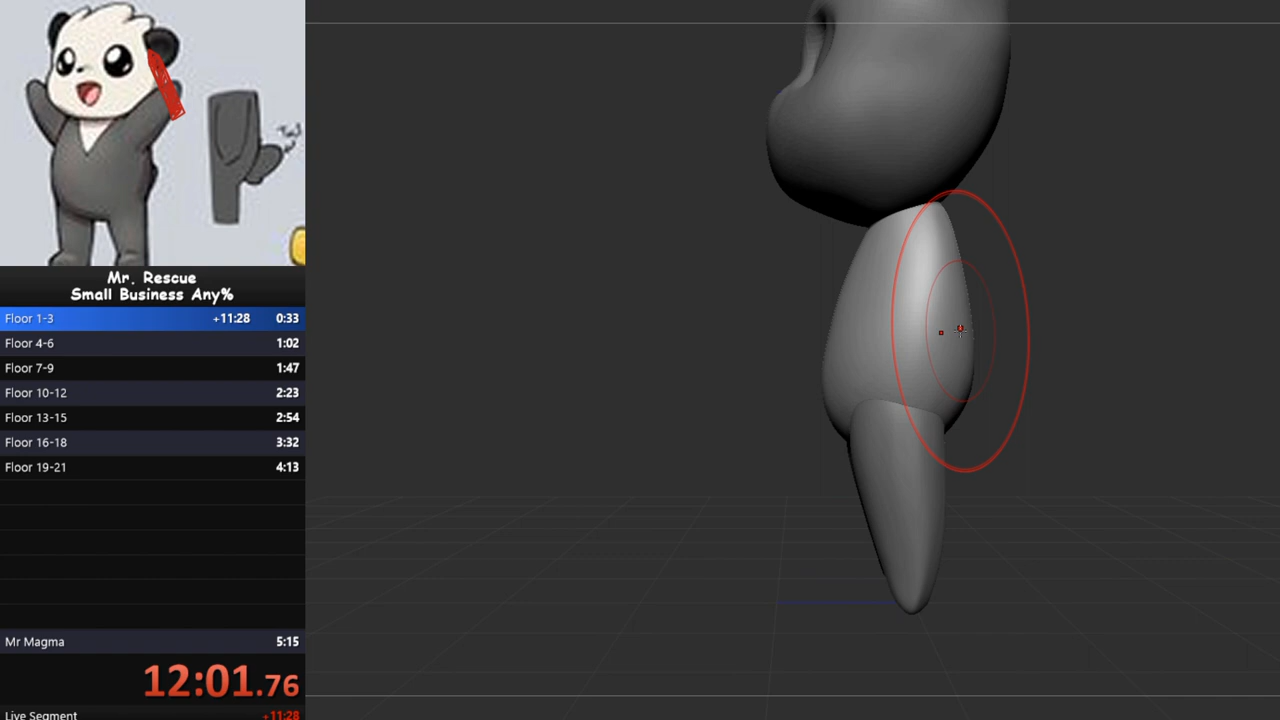 Mr. Rescue
Small Business Any%
Floor 1-3 +11:28 0:33
Floor 4-6 1:02
Floor 7-9 1:47
Floor 10-12 2:23
Floor 13-15 2:54
Floor 16-18 3:32
Floor 19-21 4:13
Mr Magma 5:15
12:01.76
Live Segment +11:28